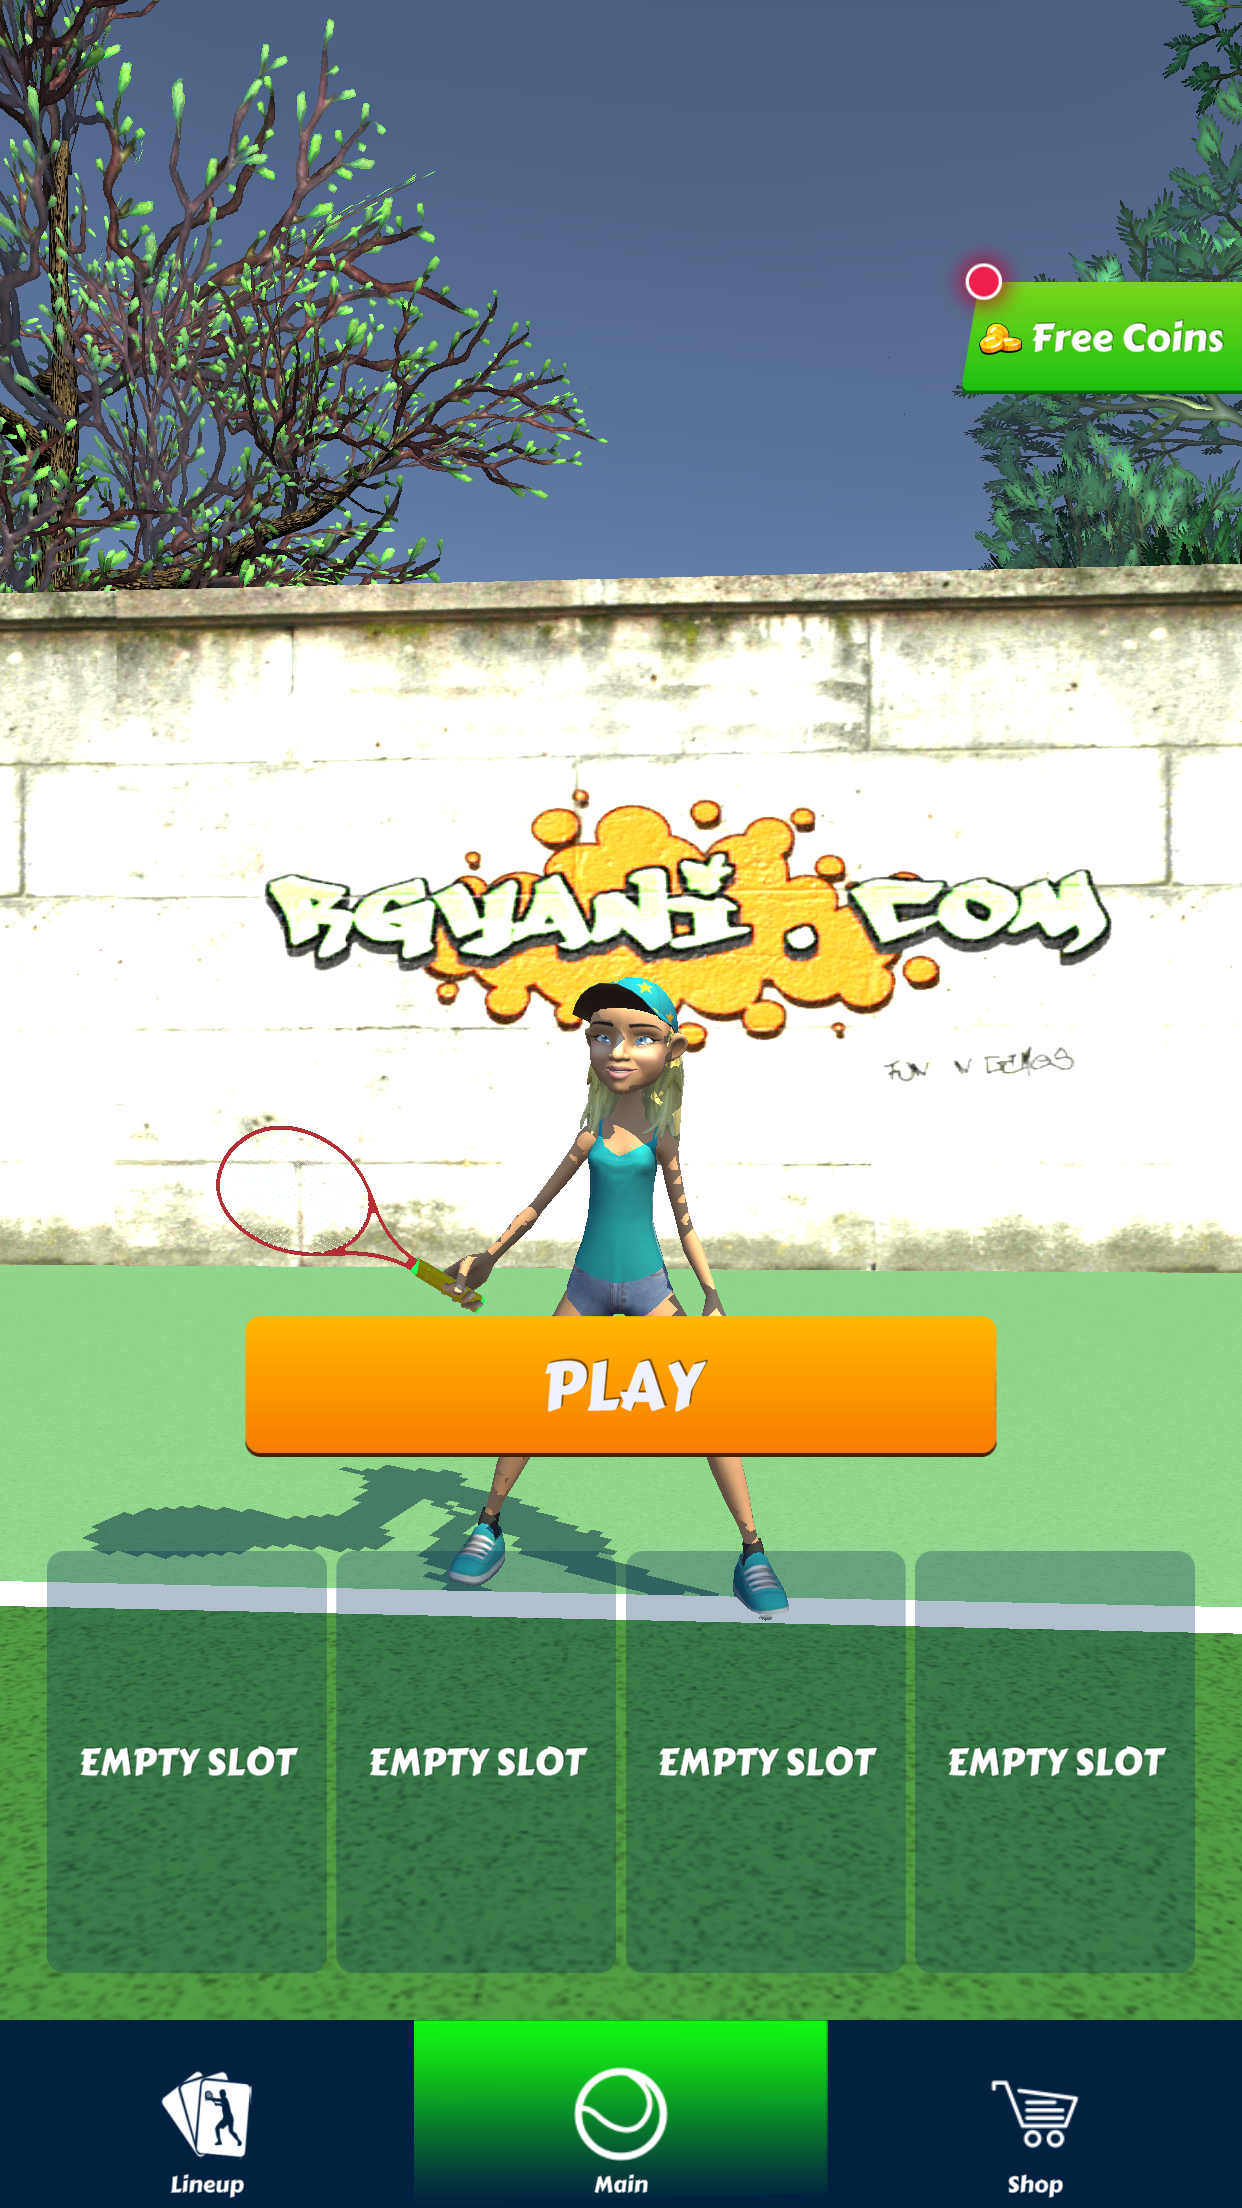 Free Coins
RGYANI.COM
FUN N GAMES
PLAY
EMPTY SLOT
EMPTY SLOT
EMPTY SLOT
EMPTY SLOT
Lineup
Main
Shop